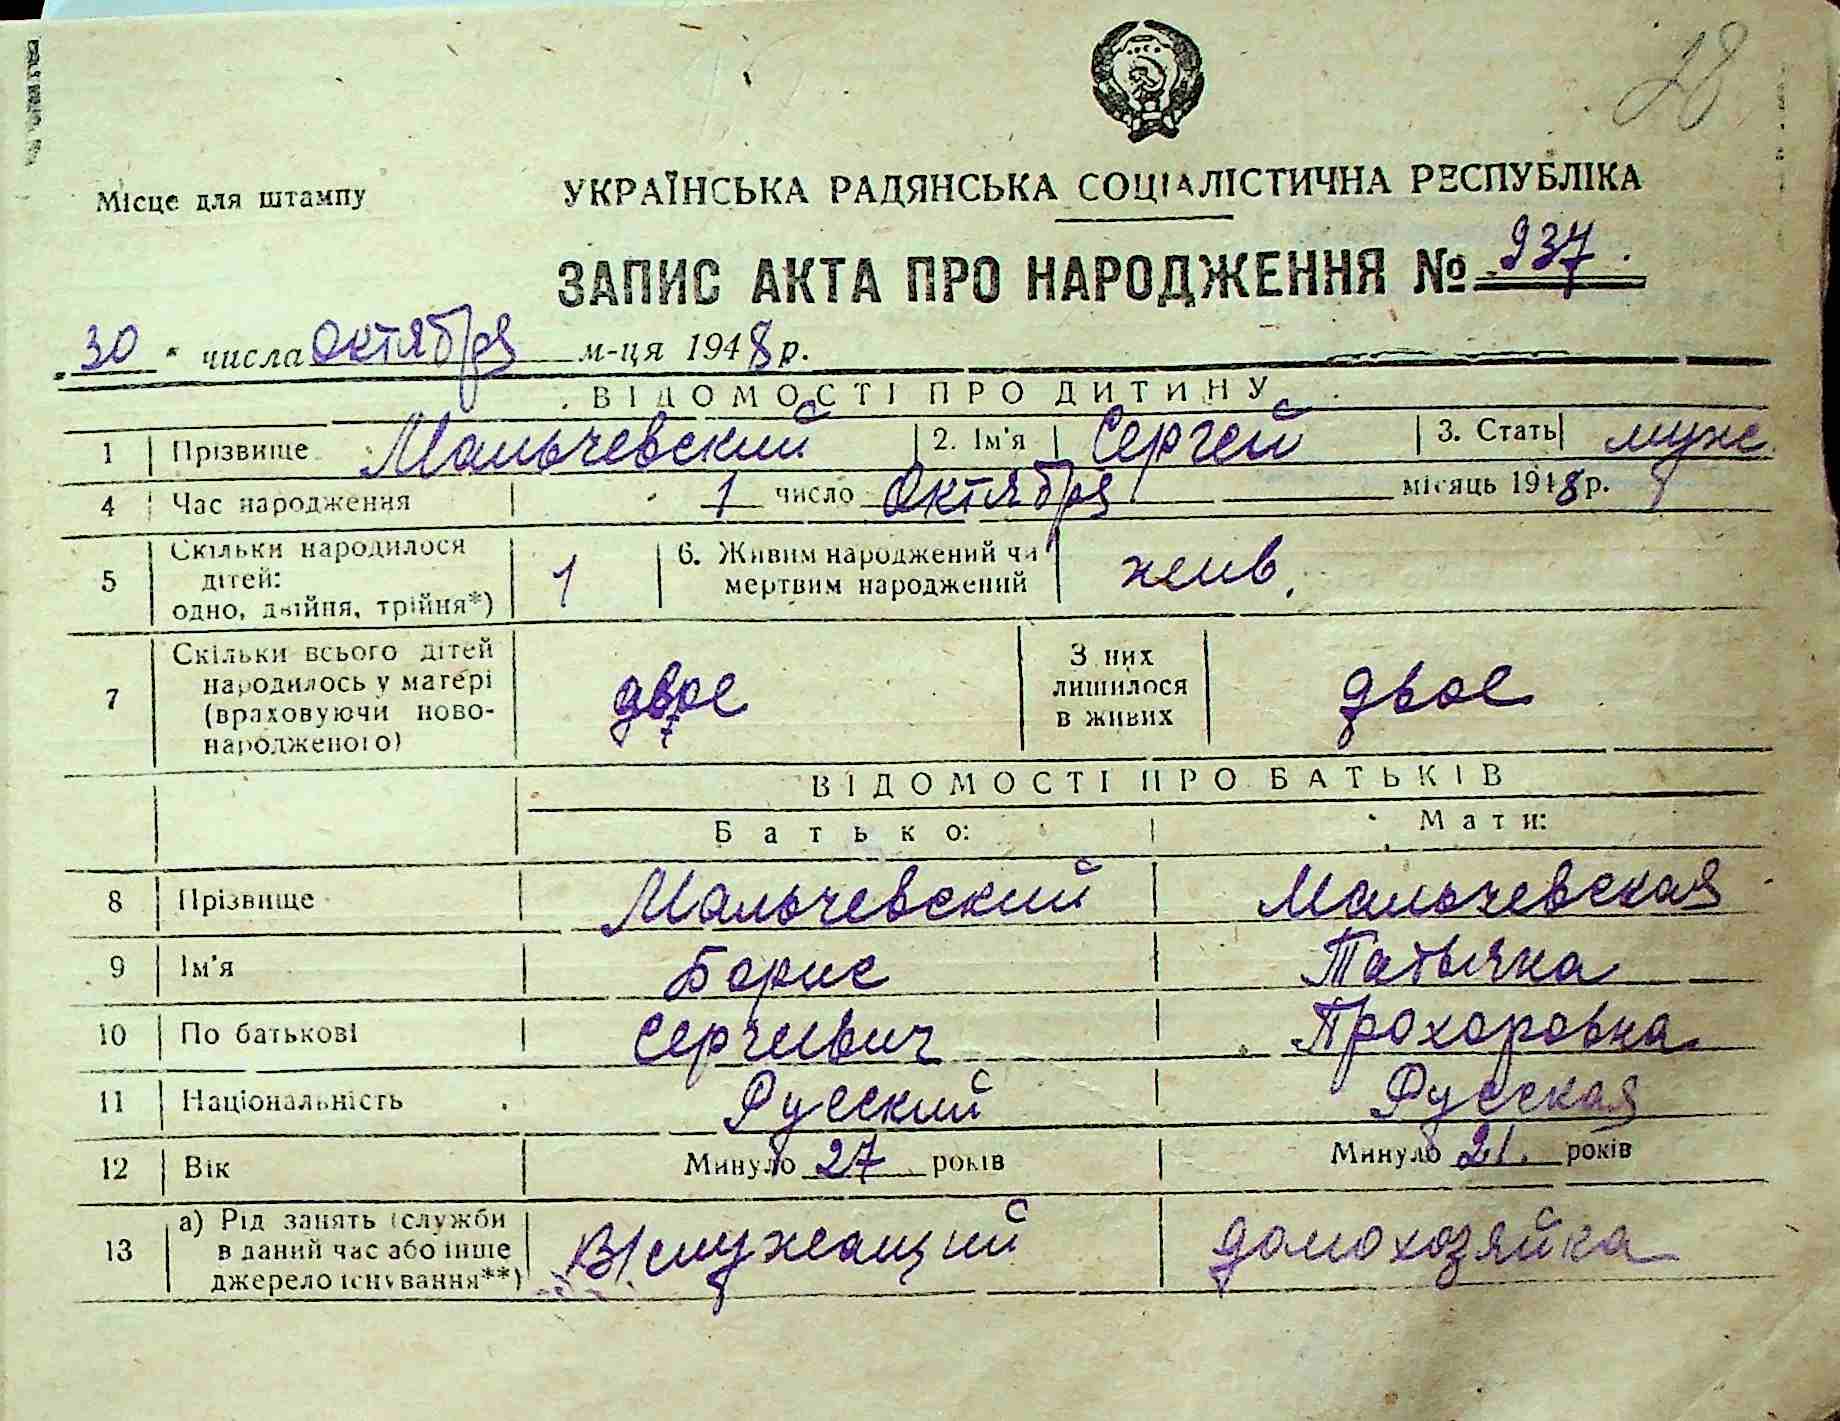 28
Місце для штампу
УКРАЇНСЬКА РАДЯНСЬКА СОЦІАЛІСТИЧНА РЕСПУБЛІКА
ЗАПИС АКТА ПРО НАРОДЖЕННЯ № 937
30 числа октября м-ця 1948 р.
ВІДОМОСТІ ПРО ДИТИНУ
1 Прізвище Мальчевский 2. Ім'я Сергей 3. Стать муж
4 Час народження 1 число октября місяць 1948 р.
5 Скільки народилося дітей: одно, двійня, трійня*) 1 6. Живим народжений чи мертвим народжений жив.
7 Скільки всього дітей народилось у матері (враховуючи новонародженого) двое З них лишилося в живих двое
ВІДОМОСТІ ПРО БАТЬКІВ
Батько: Мати:
8 Прізвище Мальчевский Мальчевская
9 Ім'я Борис Татьяна
10 По батькові Сергеевич Прохоровна
11 Національність Русский Русская
12 Вік Минуло 27 років Минуло 21. років
13 а) Рід занять (служби в даний час або інше джерело існування**) В/служащий домохозяйка